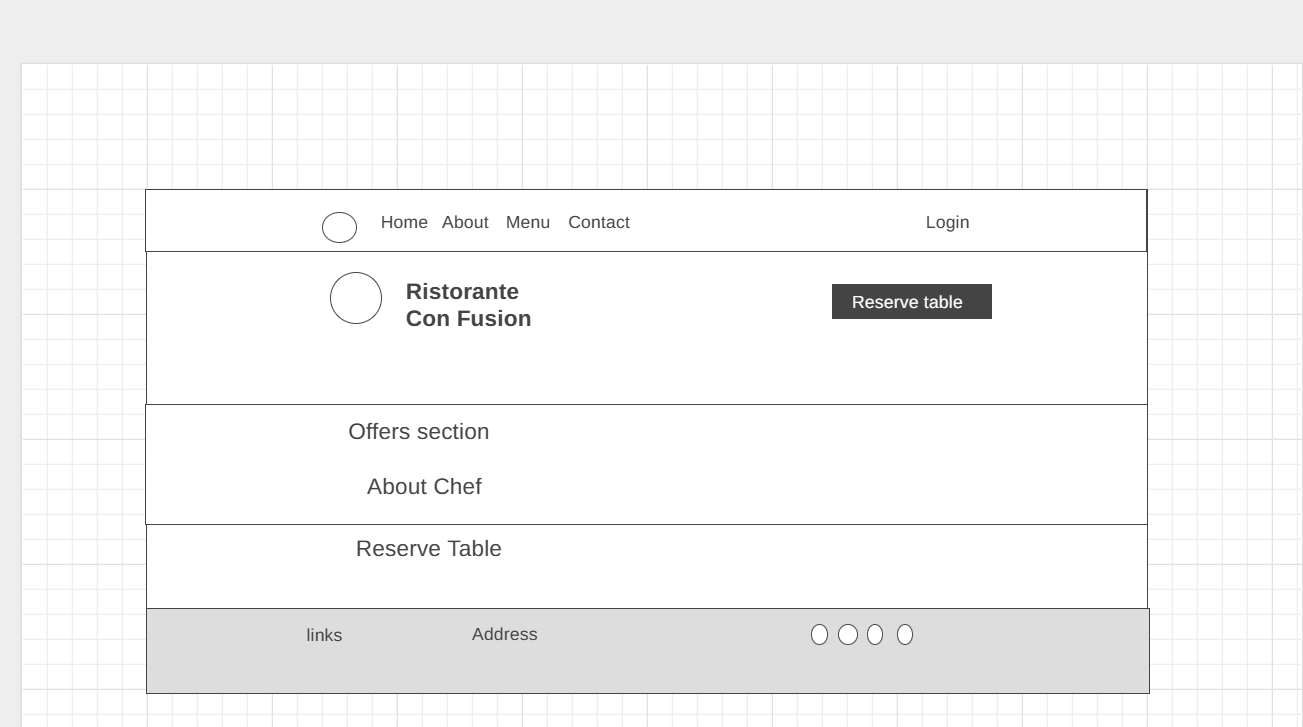 Home About Menu Contact Login
Ristorante
Con Fusion
Reserve table
Offers section
About Chef
Reserve Table
links Address